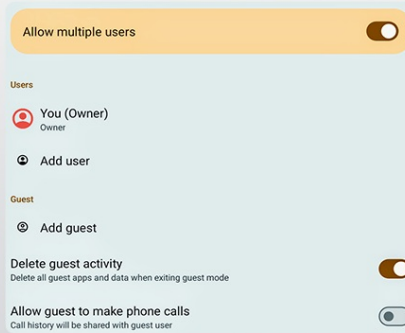 Allow multiple users
Users
You (Owner)
Owner
Add user
Guest
Add guest
Delete guest activity
Delete all guest apps and data when exiting guest mode
Allow guest to make phone calls
Call history will be shared with guest user